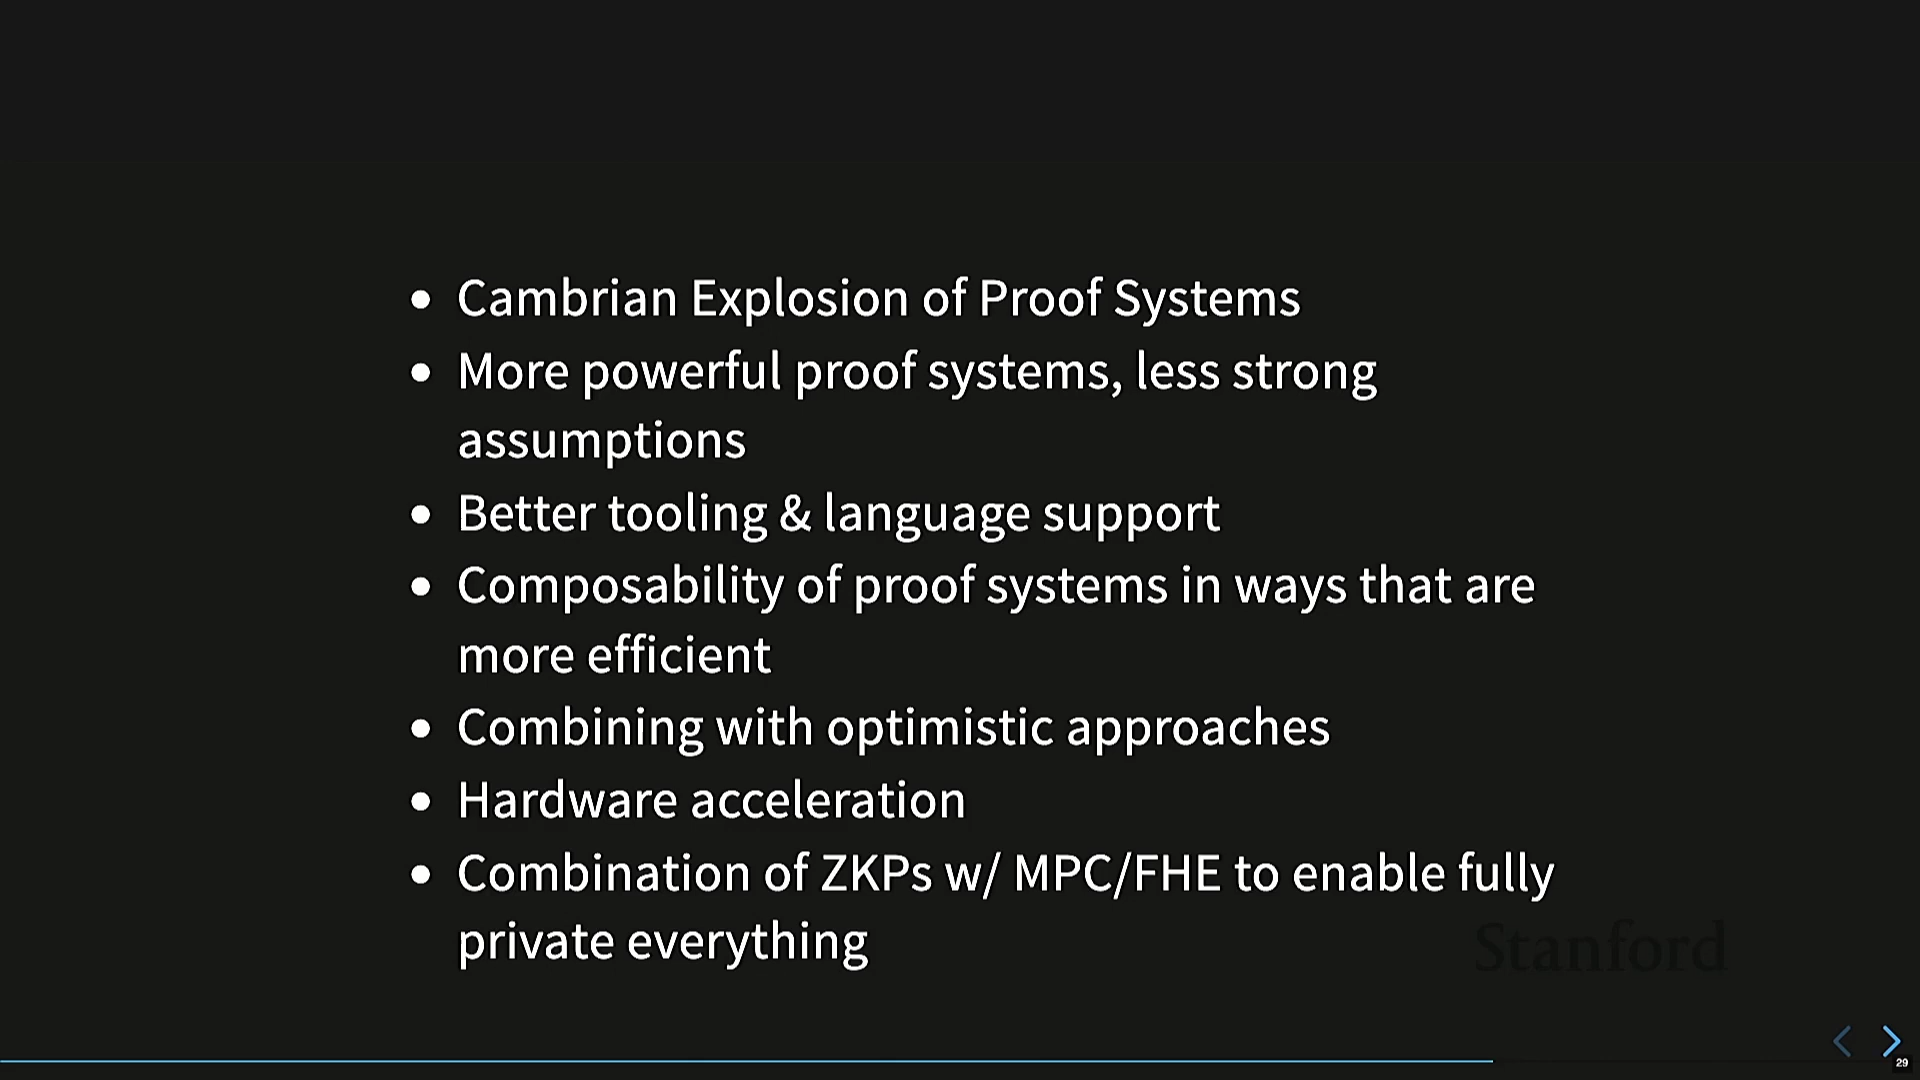 • Cambrian Explosion of Proof Systems
• More powerful proof systems, less strong
assumptions
• Better tooling & language support
• Composability of proof systems in ways that are
more efficient
• Combining with optimistic approaches
• Hardware acceleration
• Combination of ZKPs w/ MPC/FHE to enable fully
private everything
Stanford
29